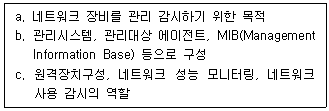 a. 네트워크 장비를 관리 감시하기 위한 목적
b. 관리시스템, 관리대상 에이전트, MIB(Management
Information Base) 등으로 구성
c. 원격장치구성, 네트워크 성능 모니터링, 네트워크
사용 감시의 역할